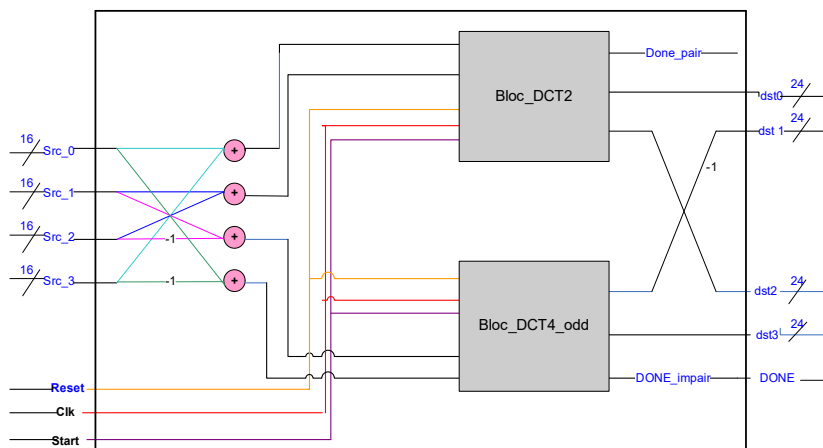 Done_pair
Bloc_DCT2
24
dst0
24
dst 1
16
Src_0
+
-1
16
Src_1
+
16
Src_2
-1
+
16
Src_3
-1
+
24
dst2
Bloc_DCT4_odd
24
dst3
DONE_impair
DONE
Reset
Clk
Start